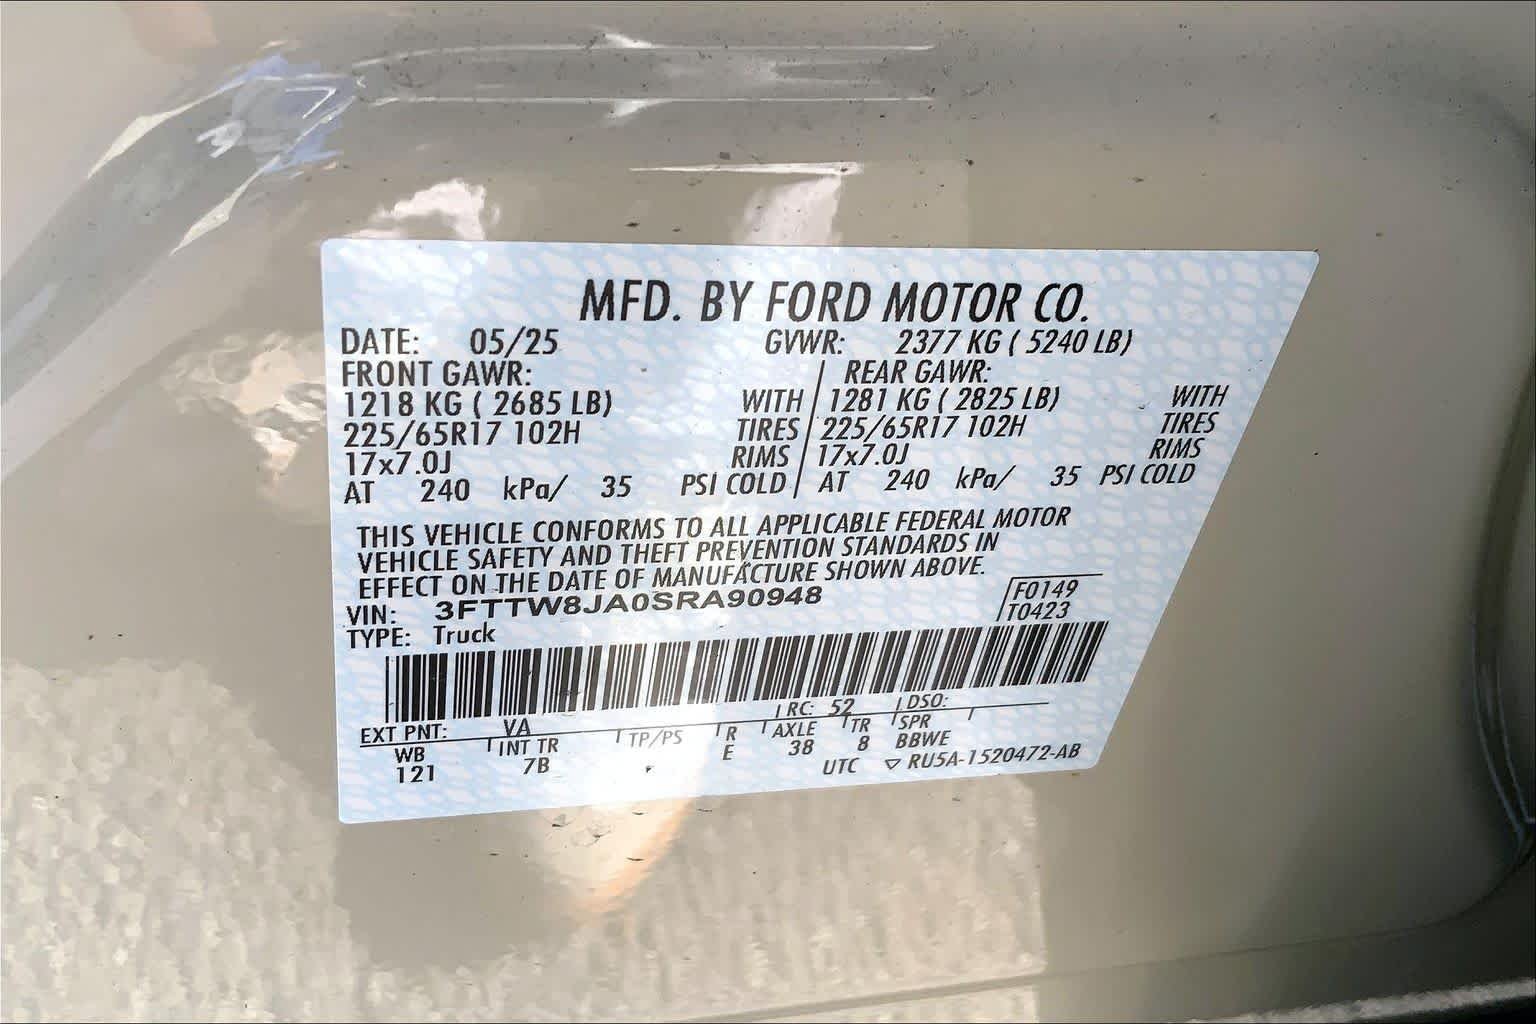 MFD. BY FORD MOTOR CO.
DATE: 05/25 GVWR: 2377 KG ( 5240 LB)
FRONT GAWR: REAR GAWR:
1218 KG ( 2685 LB) WITH 1281 KG ( 2825 LB) WITH
225/65R17 102H TIRES 225/65R17 102H TIRES
17x7.0J RIMS 17x7.0J RIMS
AT 240 kPa/ 35 PSI COLD AT 240 kPa/ 35 PSI COLD
THIS VEHICLE CONFORMS TO ALL APPLICABLE FEDERAL MOTOR
VEHICLE SAFETY AND THEFT PREVENTION STANDARDS IN
EFFECT ON THE DATE OF MANUFACTURE SHOWN ABOVE.
VIN: 3FTTW8JA0SRA90948 F0149
TYPE: Truck T0423
EXT PNT: VA RC: 52 DSO:
WB INT TR TP/PS R AXLE TR SPR
121 7B E 38 8 BBWE
UTC ▽ RU5A-1520472-AB